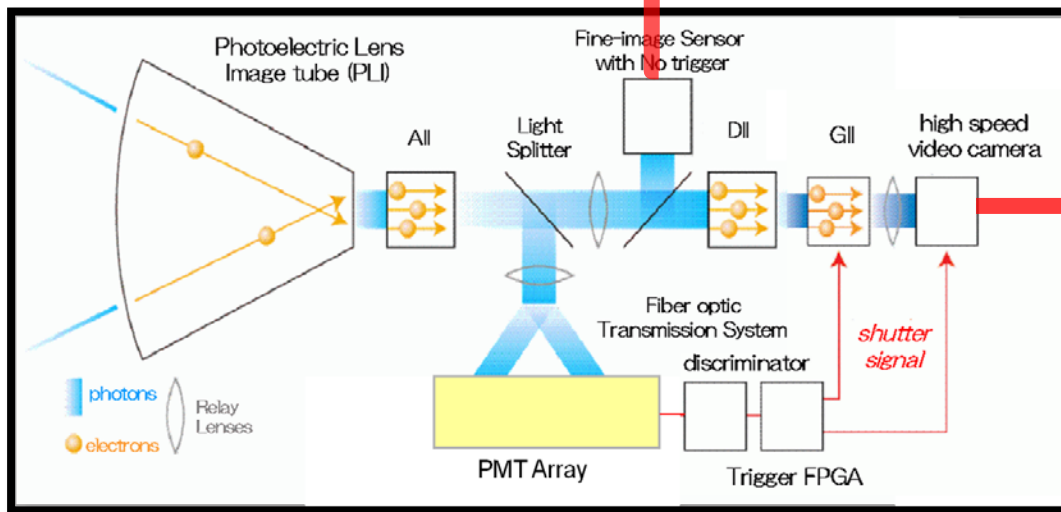 Photoelectric Lens
Image tube (PLI)
AII
Light
Splitter
Fine-image Sensor
with No trigger
DII
GII
high speed
video camera
photons
electrons
Relay
Lenses
Fiber optic
Transmission System
shutter
signal
discriminator
PMT Array
Trigger FPGA